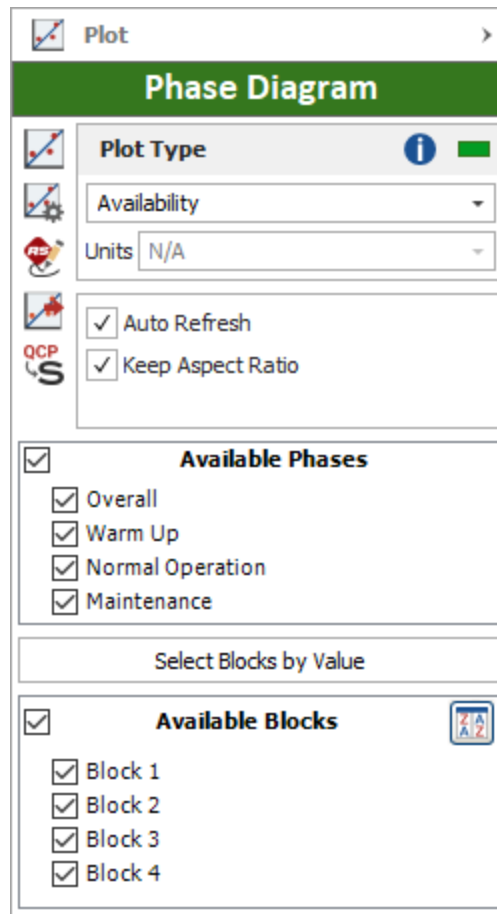 Plot
Phase Diagram
Plot Type
Availability
Units N/A
RS
Auto Refresh
Keep Aspect Ratio
QCP
S
Available Phases
Overall
Warm Up
Normal Operation
Maintenance
Select Blocks by Value
Available Blocks
Z A
A Z
Block 1
Block 2
Block 3
Block 4